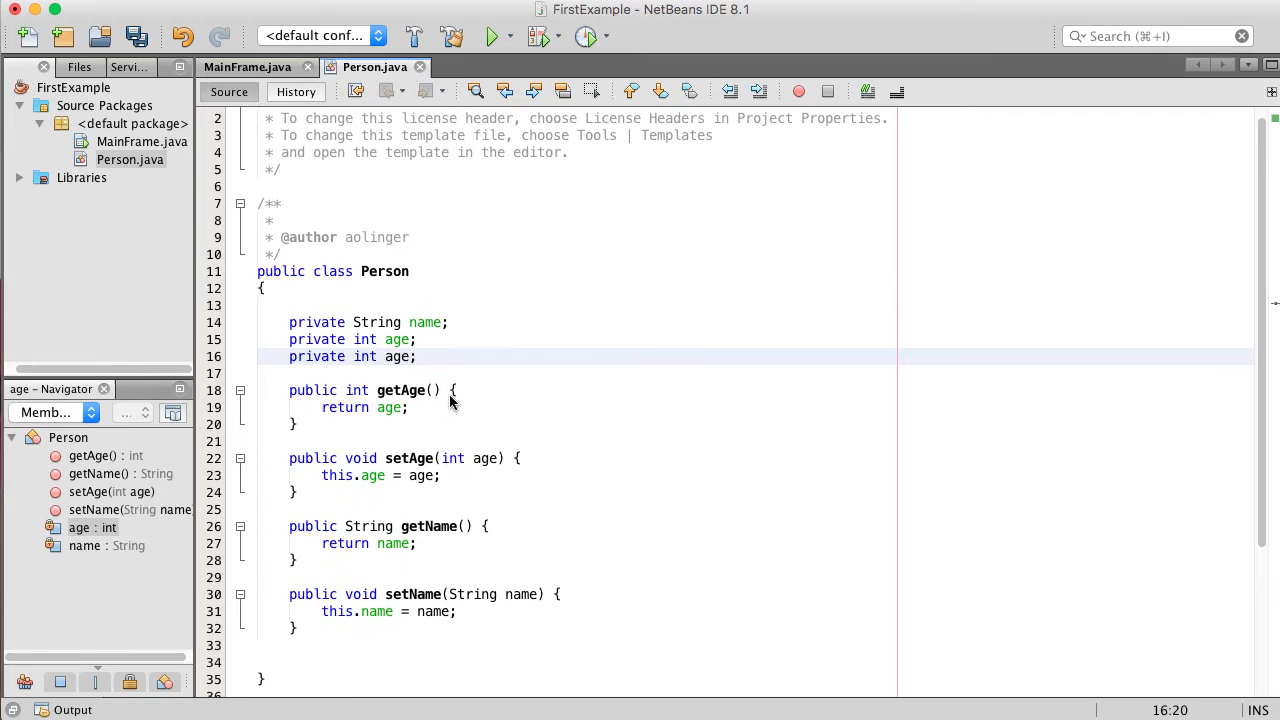 FirstExample - NetBeans IDE 8.1
<default conf...
Search (⌘+I)
Files
Servi...
MainFrame.java
Person.java
FirstExample
Source Packages
<default package>
MainFrame.java
Person.java
Libraries
Source
History
2 * To change this license header, choose License Headers in Project Properties.
3 * To change this template file, choose Tools | Templates
4 * and open the template in the editor.
5 */
6
7 /**
8 *
9 * @author aolinger
10 */
11 public class Person
12 {
13
14 private String name;
15 private int age;
16 private int age;
17
18 public int getAge() {
19 return age;
20 }
21
22 public void setAge(int age) {
23 this.age = age;
24 }
25
26 public String getName() {
27 return name;
28 }
29
30 public void setName(String name) {
31 this.name = name;
32 }
33
34
35 }
age - Navigator
Memb...
...
Person
getAge() : int
getName() : String
setAge(int age)
setName(String name
age : int
name : String
Output
16:20
INS